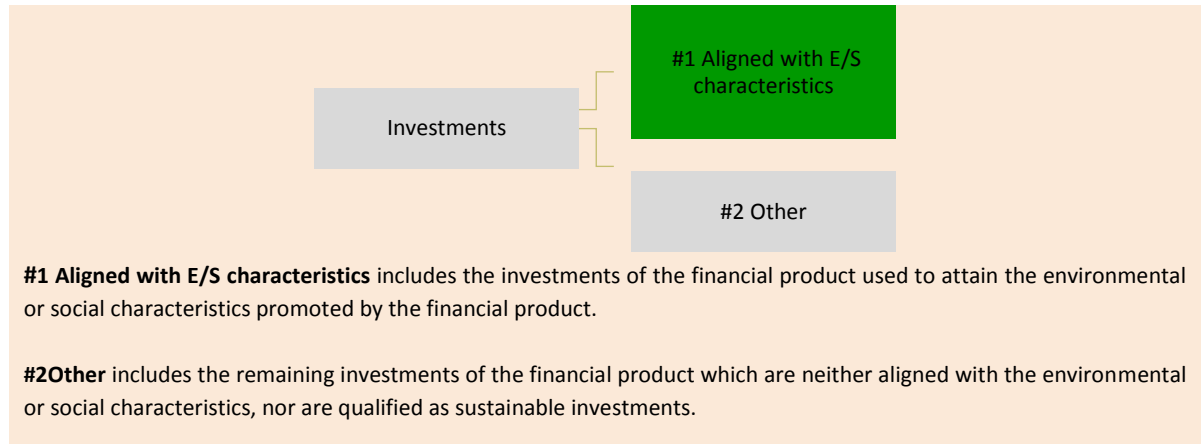 #1 Aligned with E/S
characteristics
Investments
#2 Other
#1 Aligned with E/S characteristics includes the investments of the financial product used to attain the environmental
or social characteristics promoted by the financial product.
#2Other includes the remaining investments of the financial product which are neither aligned with the environmental
or social characteristics, nor are qualified as sustainable investments.